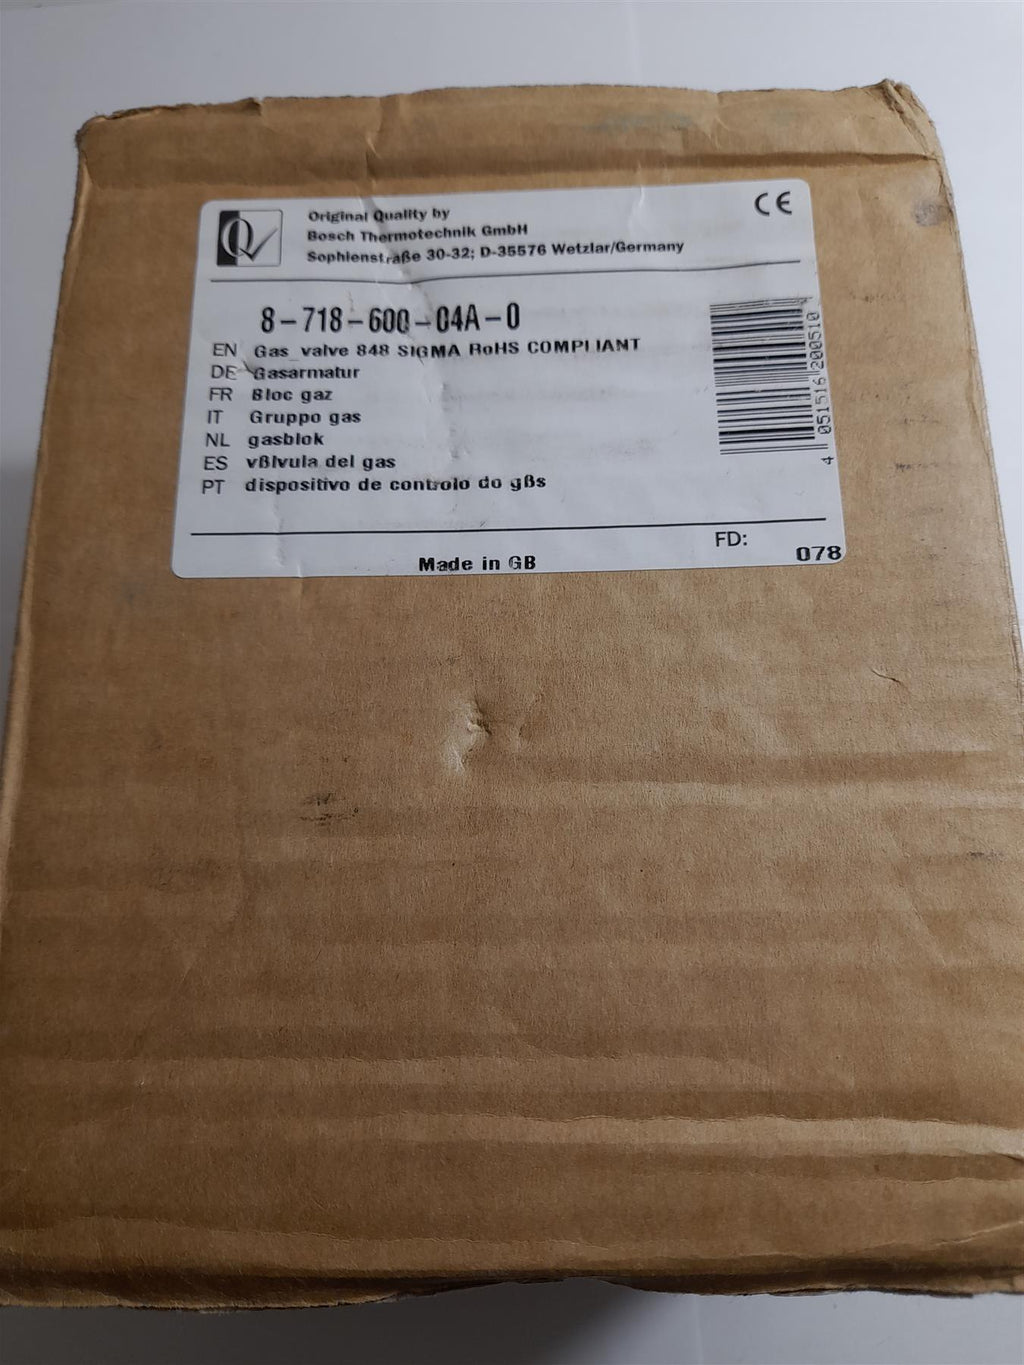 Original Quality by
Bosch Thermotechnik GmbH
Sophienstraße 30-32; D-35576 Wetzlar/Germany
CE
8-718-600-04A-0
EN Gas valve 848 SIGMA RoHS COMPLIANT
DE Gasarmatur
FR Bloc gaz
IT Gruppo gas
NL gasblok
ES vßlvula del gas
PT dispositivo de controlo do gßs
4 051516 200510
FD:
078
Made in GB